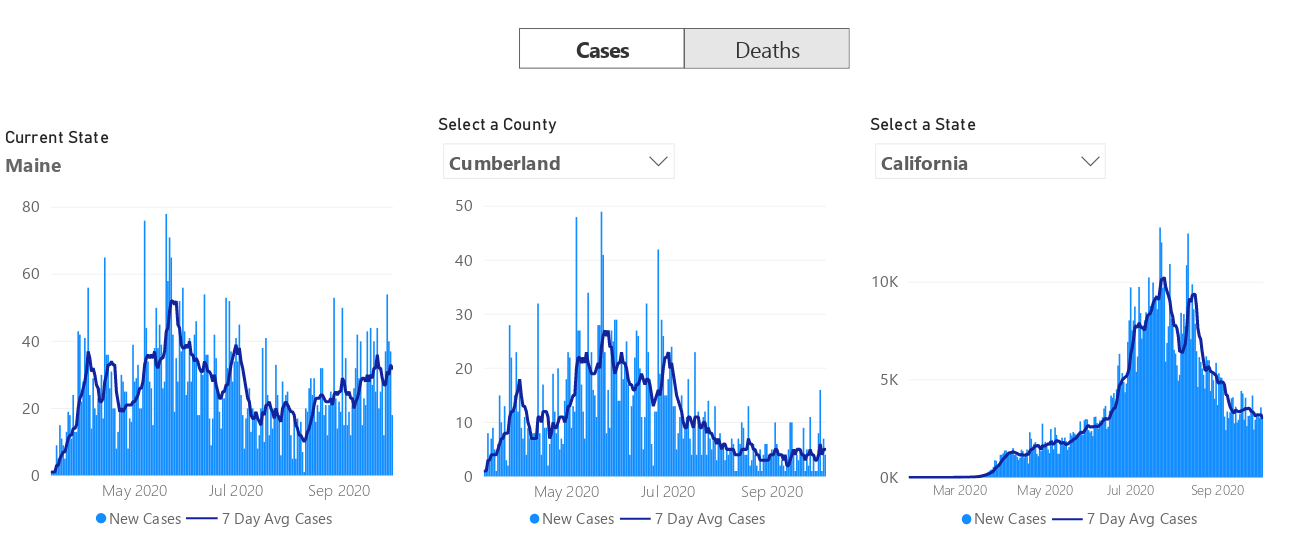 Cases Deaths
Current State
Maine
80
60
40
20
0
May 2020 Jul 2020 Sep 2020
New Cases 7 Day Avg Cases
Select a County
Cumberland
50
40
30
20
10
0
May 2020 Jul 2020 Sep 2020
New Cases 7 Day Avg Cases
Select a State
California
10K
5K
0K
Mar 2020 May 2020 Jul 2020 Sep 2020
New Cases 7 Day Avg Cases